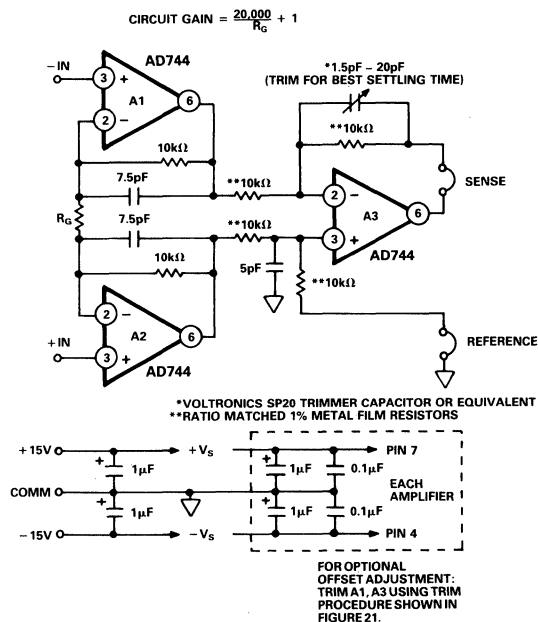 CIRCUIT GAIN = 20,000 / R_G + 1
AD744
–IN
3
+
A1
6
2
–
*1.5pF – 20pF
(TRIM FOR BEST SETTLING TIME)
10kΩ
**10kΩ
7.5pF
**10kΩ
2
–
SENSE
R_G
7.5pF
**10kΩ
A3
6
3
+
AD744
10kΩ
5pF
**10kΩ
2
–
A2
6
+IN
3
+
AD744
REFERENCE
*VOLTRONICS SP20 TRIMMER CAPACITOR OR EQUIVALENT
**RATIO MATCHED 1% METAL FILM RESISTORS
+15V
+V_S
PIN 7
+
1µF
+
1µF
0.1µF
COMM
EACH
AMPLIFIER
+
1µF
+
1µF
0.1µF
–15V
–V_S
PIN 4
FOR OPTIONAL
OFFSET ADJUSTMENT:
TRIM A1, A3 USING TRIM
PROCEDURE SHOWN IN
FIGURE 21.